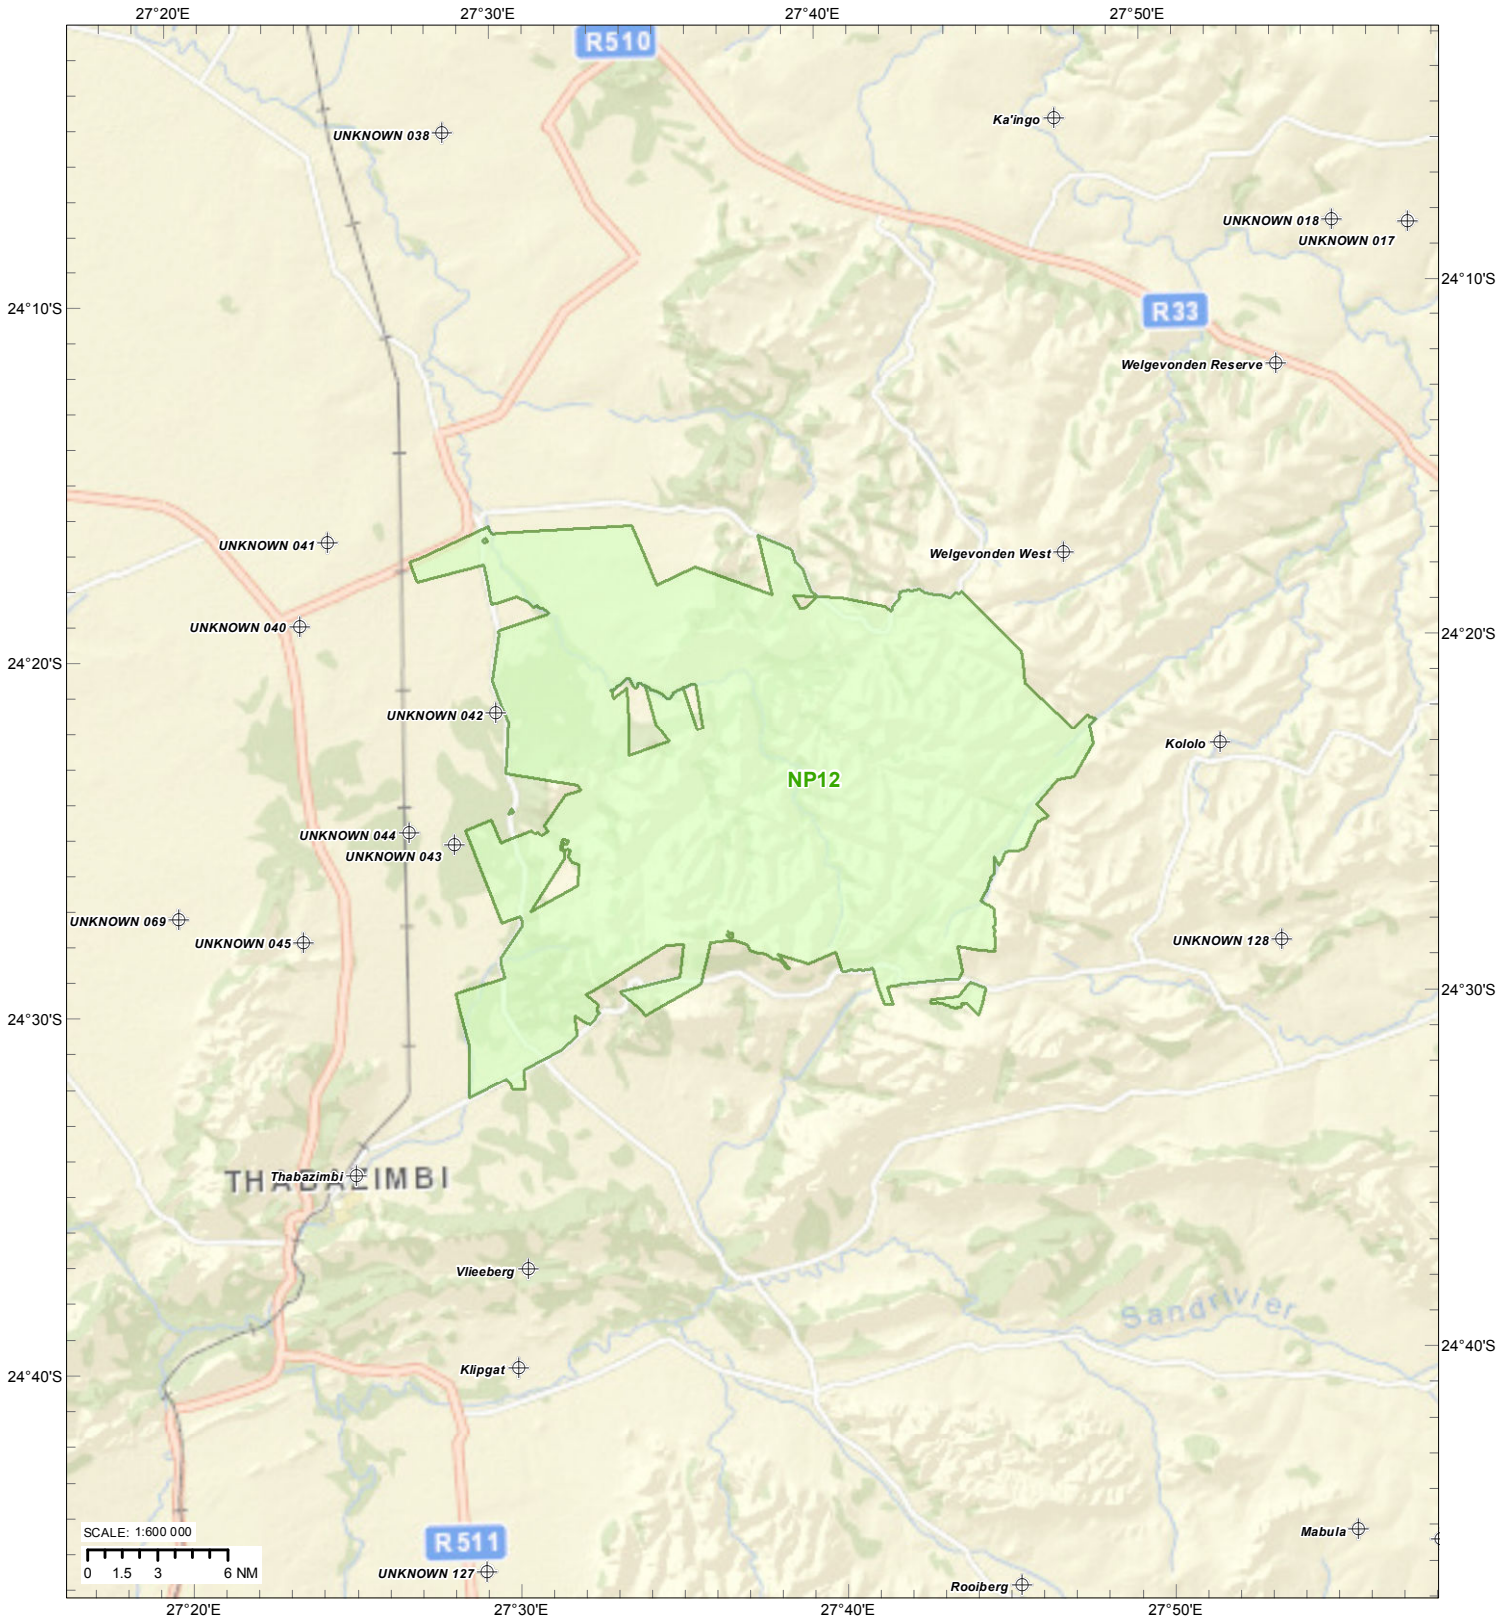 27°20'E
27°30'E
27°40'E
27°50'E
R510
UNKNOWN 038
Ka'ingo
UNKNOWN 018
UNKNOWN 017
24°10'S
24°10'S
R33
Welgevonden Reserve
UNKNOWN 041
Welgevonden West
UNKNOWN 040
24°20'S
24°20'S
UNKNOWN 042
Kololo
NP12
UNKNOWN 044
UNKNOWN 043
UNKNOWN 069
UNKNOWN 045
UNKNOWN 128
24°30'S
24°30'S
THABAZIMBI
Thabazimbi
Vlieeberg
Sandrivier
24°40'S
24°40'S
Klipgat
SCALE: 1:600 000
0 1.5 3 6 NM
R511
Mabula
UNKNOWN 127
Rooiberg
27°20'E
27°30'E
27°40'E
27°50'E